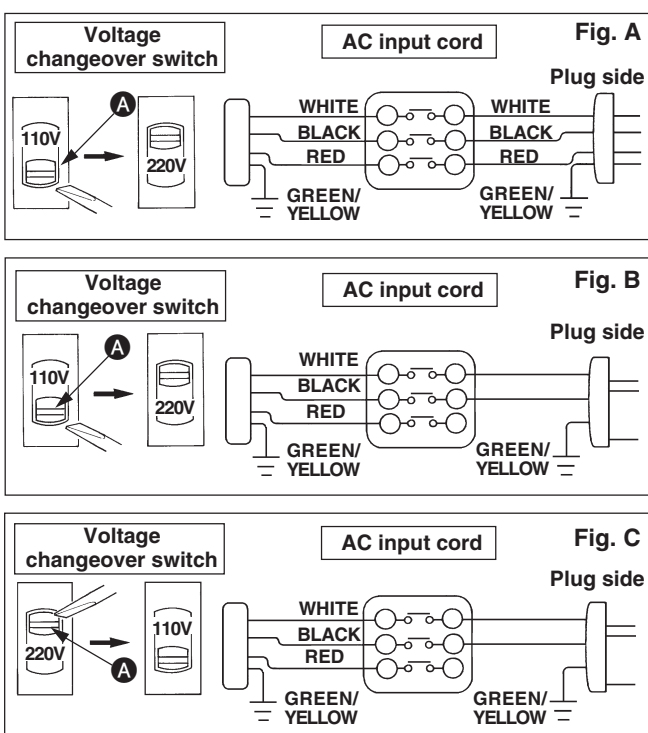 Voltage
changeover switch
AC input cord
Fig. A
Plug side
A
110V
220V
WHITE
WHITE
BLACK
BLACK
RED
RED
GREEN/
YELLOW
GREEN/
YELLOW
Voltage
changeover switch
AC input cord
Fig. B
Plug side
A
110V
220V
WHITE
BLACK
RED
GREEN/
YELLOW
GREEN/
YELLOW
Voltage
changeover switch
AC input cord
Fig. C
Plug side
220V
A
110V
WHITE
BLACK
RED
GREEN/
YELLOW
GREEN/
YELLOW